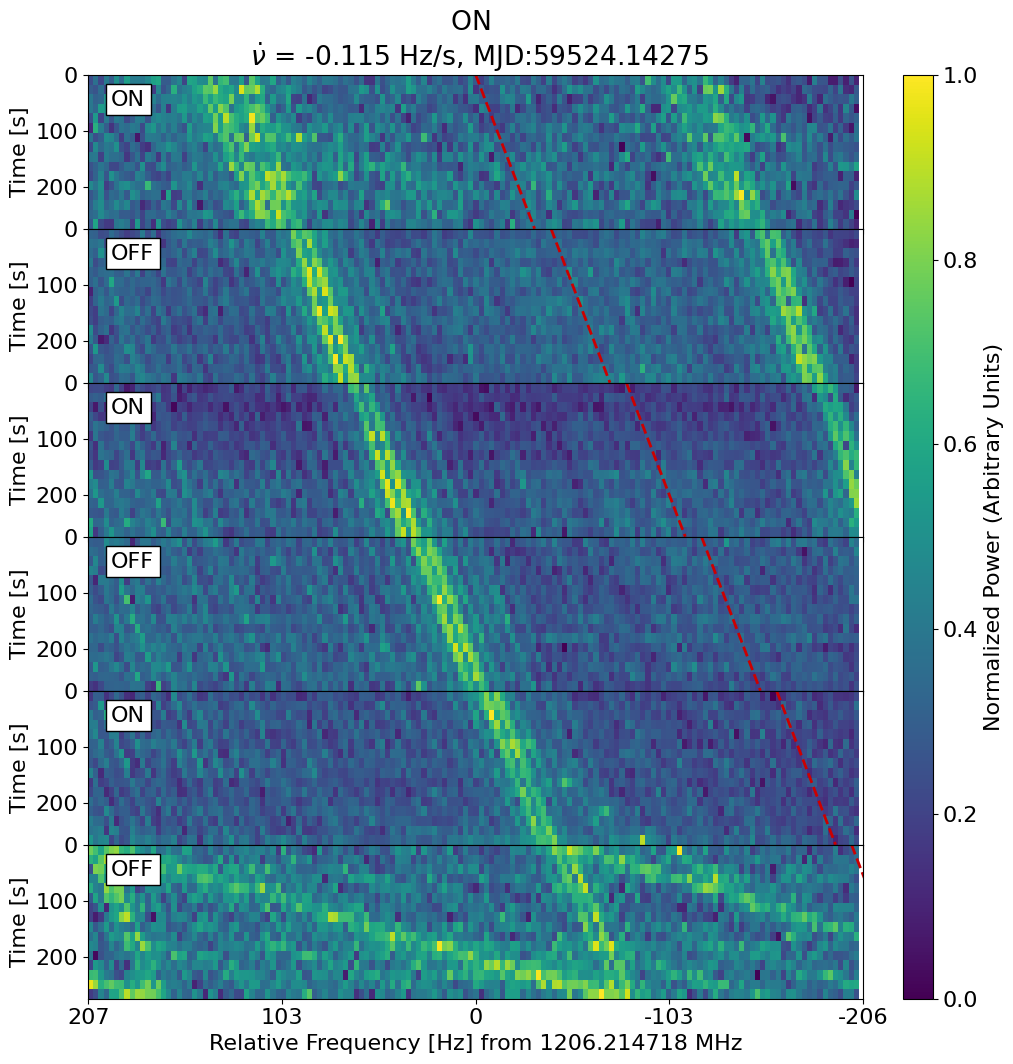 ON
ν̇ = -0.115 Hz/s, MJD:59524.14275
0
ON
100
Time [s]
200
0
OFF
100
Time [s]
200
0
ON
100
Time [s]
200
0
OFF
100
Time [s]
200
0
ON
100
Time [s]
200
0
OFF
100
Time [s]
200
207 103 0 -103 -206
Relative Frequency [Hz] from 1206.214718 MHz
1.0
0.8
0.6
0.4
0.2
0.0
Normalized Power (Arbitrary Units)